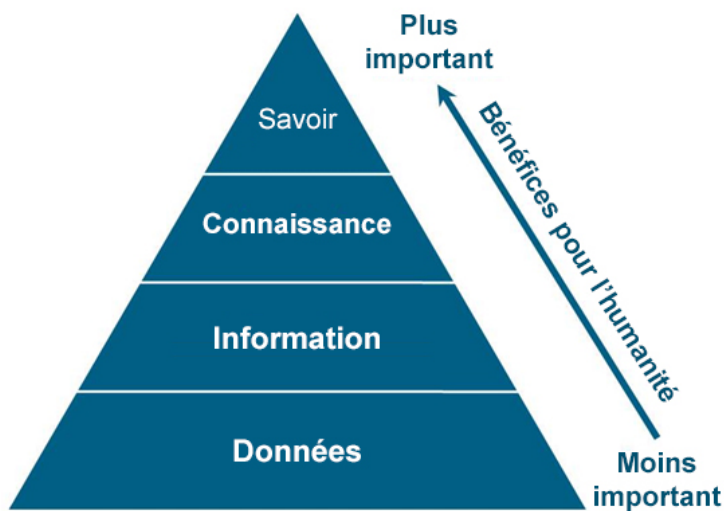 Plus
important
Savoir
Bénéfices pour l'humanité
Connaissance
Information
Données
Moins
important